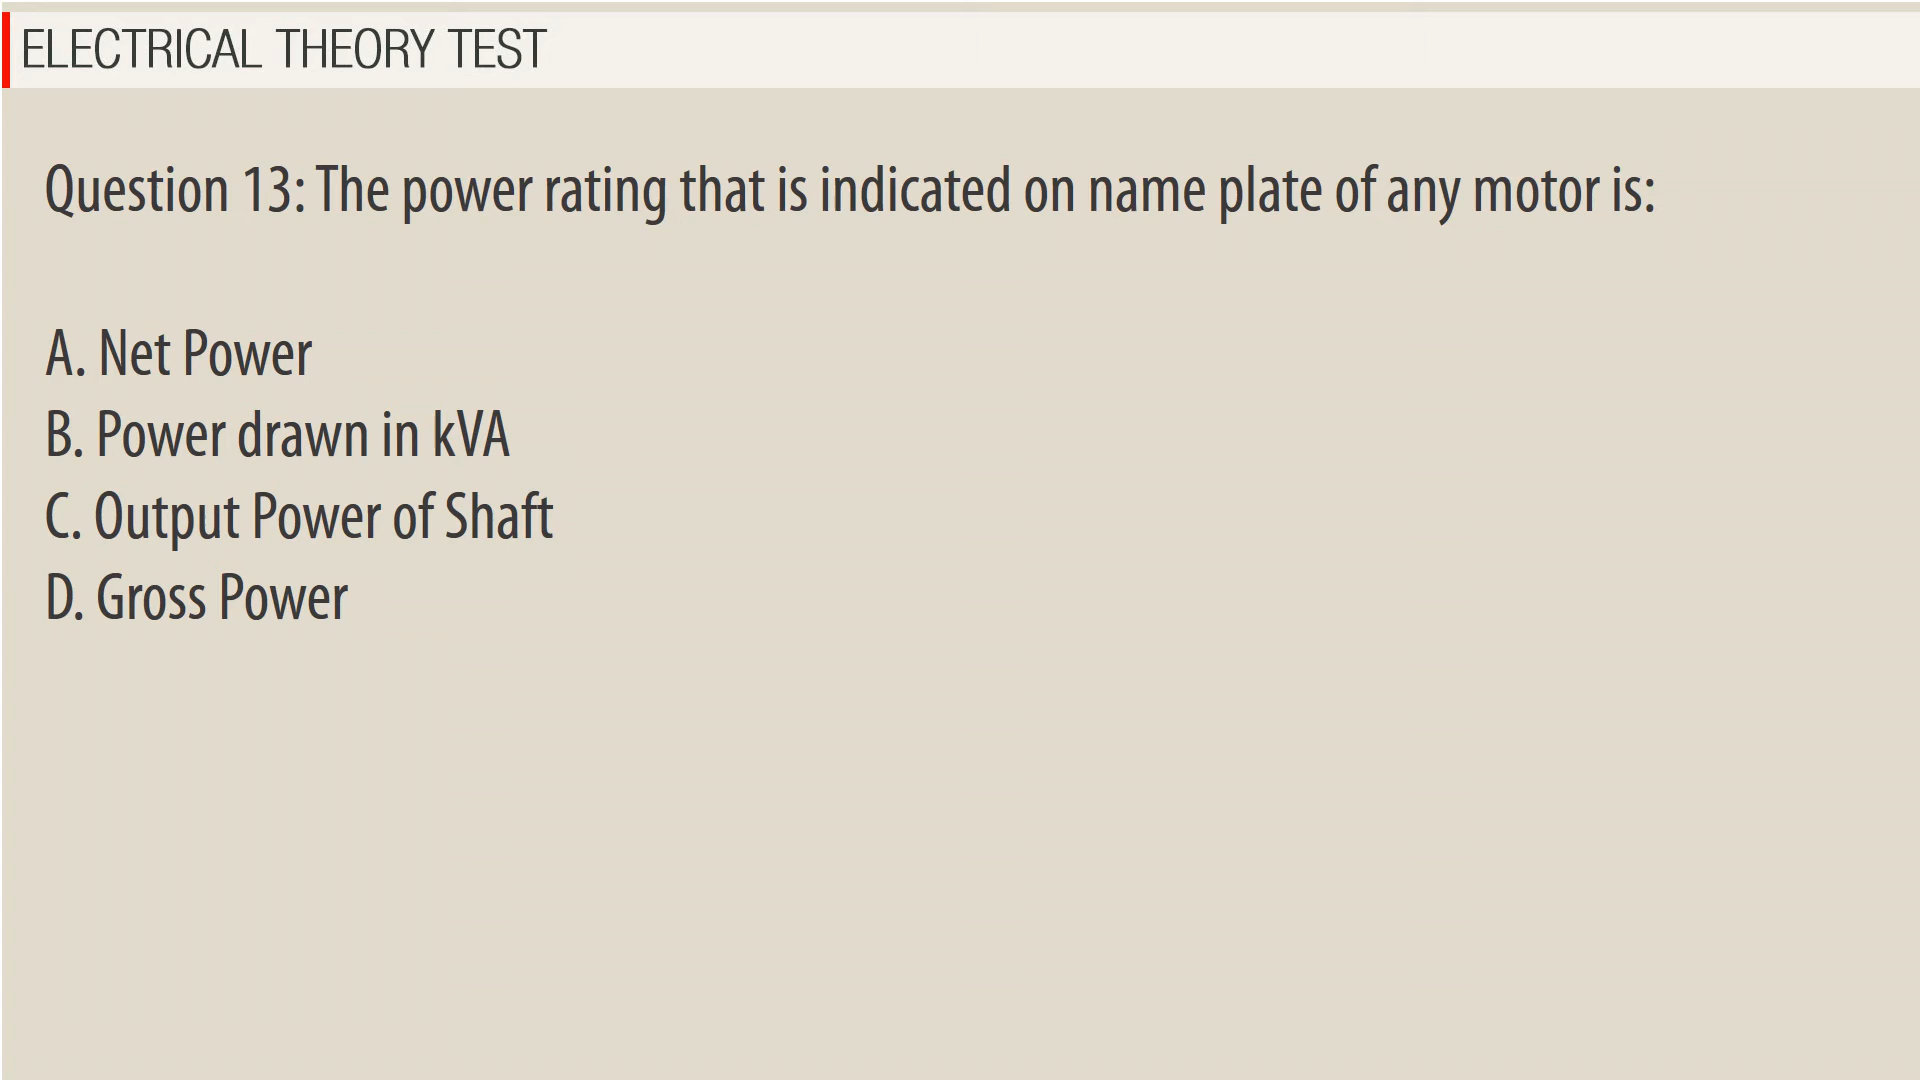 ELECTRICAL THEORY TEST
Question 13: The power rating that is indicated on name plate of any motor is:
A. Net Power
B. Power drawn in kVA
C. Output Power of Shaft
D. Gross Power